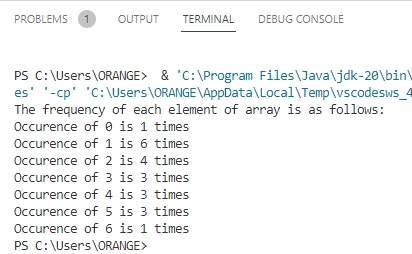 PROBLEMS 1 OUTPUT TERMINAL DEBUG CONSOLE
PS C:\Users\ORANGE>  & 'C:\Program Files\Java\jdk-20\bin\
es' '-cp' 'C:\Users\ORANGE\AppData\Local\Temp\vscodesws_4
The frequency of each element of array is as follows:
Occurence of 0 is 1 times
Occurence of 1 is 6 times
Occurence of 2 is 4 times
Occurence of 3 is 3 times
Occurence of 4 is 3 times
Occurence of 5 is 3 times
Occurence of 6 is 1 times
PS C:\Users\ORANGE>